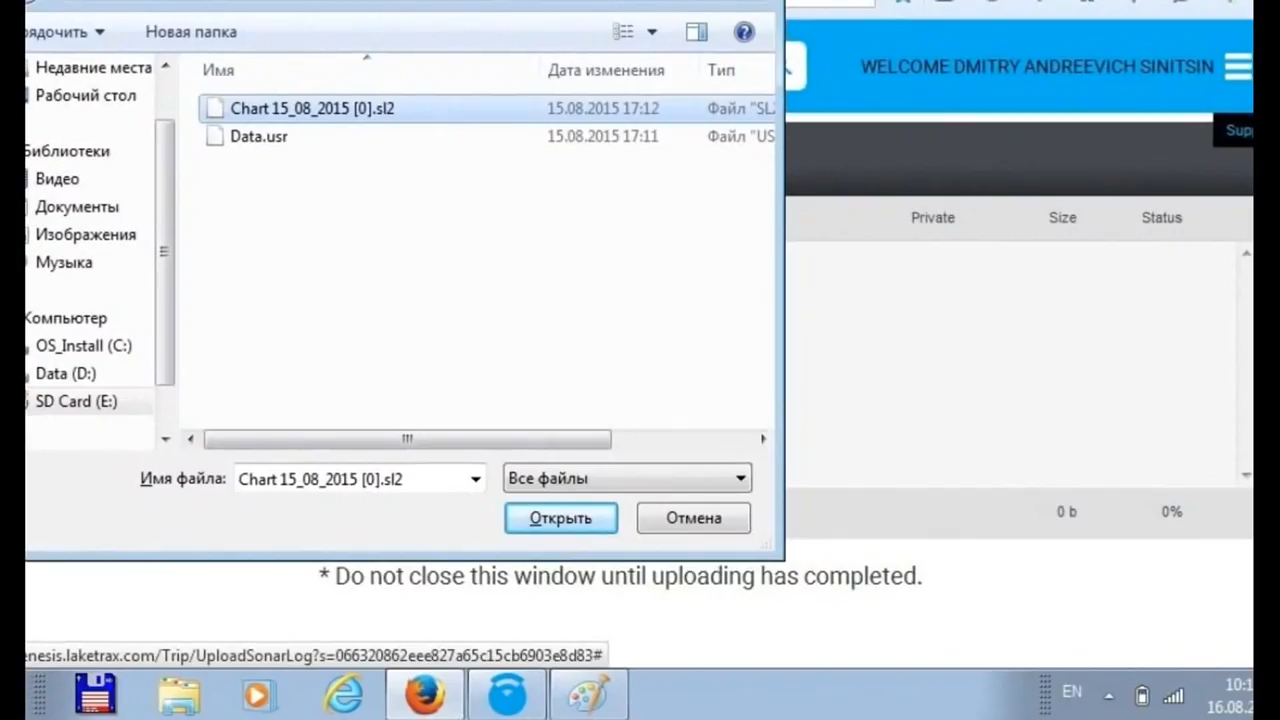 ядочить
Новая папка
WELCOME DMITRY ANDREEVICH SINITSIN
Недавние места
Рабочий стол
Библиотеки
Видео
Документы
Изображения
Музыка
Компьютер
OS_Install (C:)
Data (D:)
SD Card (E:)
Имя Дата изменения Тип
Chart 15_08_2015 [0].sl2 15.08.2015 17:12 Файл "SL
Data.usr 15.08.2015 17:11 Файл "US
Имя файла: Chart 15_08_2015 [0].sl2 Все файлы
Открыть Отмена
Supp
Private Size Status
0 b 0%
* Do not close this window until uploading has completed.
enesis.laketrax.com/Trip/UploadSonarLog?s=066320862eee827a65c15cb6903e8d83#
EN
10:1
16.08.2